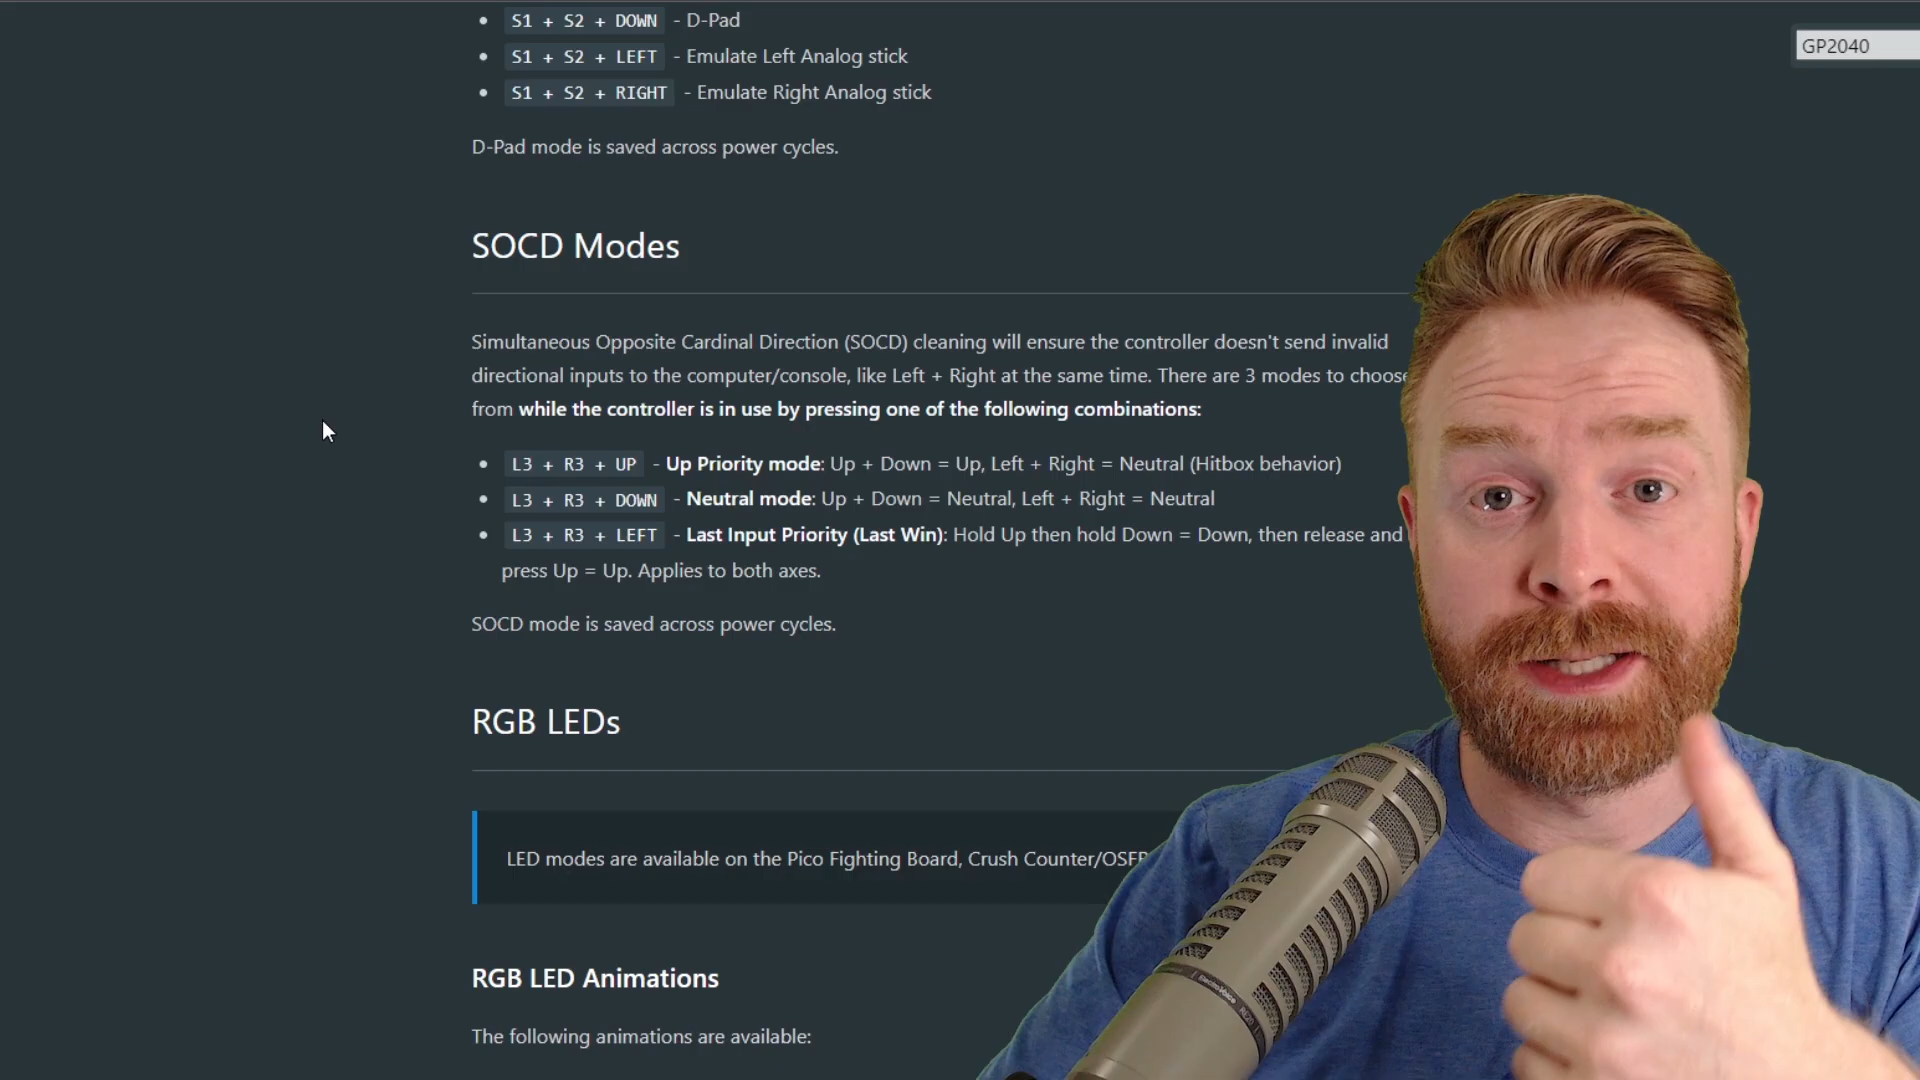 S1 + S2 + DOWN - D-Pad
GP2040
S1 + S2 + LEFT - Emulate Left Analog stick
S1 + S2 + RIGHT - Emulate Right Analog stick
D-Pad mode is saved across power cycles.
SOCD Modes
Simultaneous Opposite Cardinal Direction (SOCD) cleaning will ensure the controller doesn't send invalid
directional inputs to the computer/console, like Left + Right at the same time. There are 3 modes to choose
from while the controller is in use by pressing one of the following combinations:
L3 + R3 + UP - Up Priority mode: Up + Down = Up, Left + Right = Neutral (Hitbox behavior)
L3 + R3 + DOWN - Neutral mode: Up + Down = Neutral, Left + Right = Neutral
L3 + R3 + LEFT - Last Input Priority (Last Win): Hold Up then hold Down = Down, then release and
press Up = Up. Applies to both axes.
SOCD mode is saved across power cycles.
RGB LEDs
LED modes are available on the Pico Fighting Board, Crush Counter/OSFP
RGB LED Animations
Electro-Voice RE20
The following animations are available: